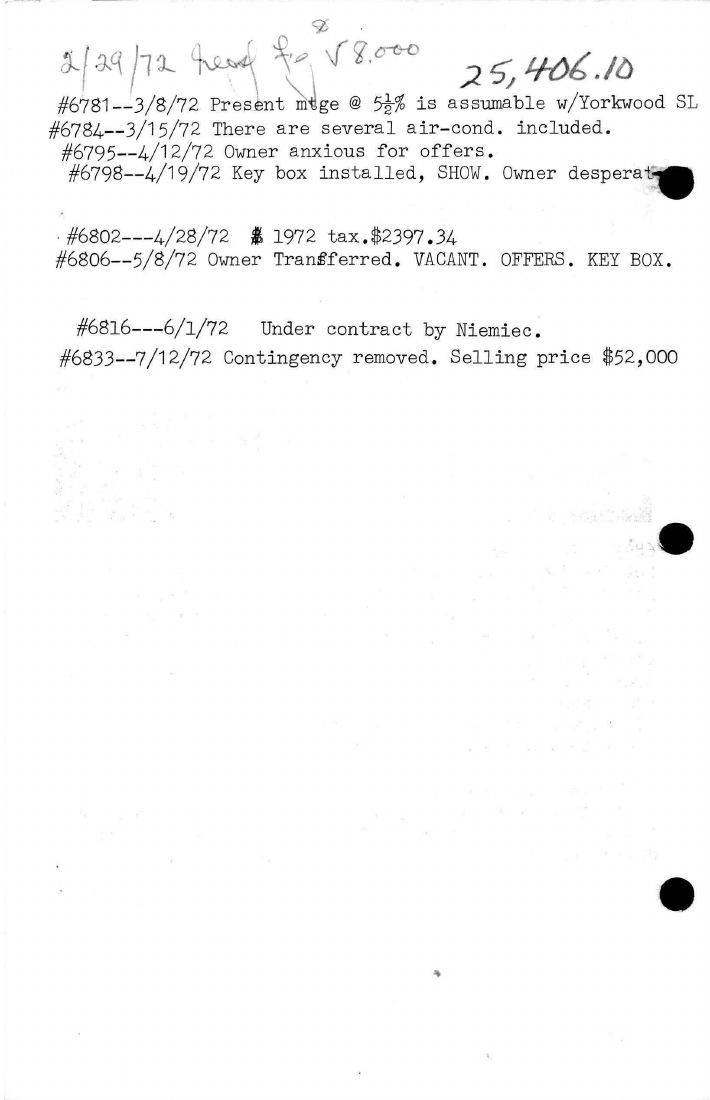 2/29/72 8.000
25,406.10
#6781--3/8/72 Present mtge @ 5½% is assumable w/Yorkwood SL
#6784--3/15/72 There are several air-cond. included.
#6795--4/12/72 Owner anxious for offers.
#6798--4/19/72 Key box installed, SHOW. Owner desperat
#6802---4/28/72 $ 1972 tax.$2397.34
#6806--5/8/72 Owner Transferred. VACANT. OFFERS. KEY BOX.
#6816---6/1/72 Under contract by Niemiec.
#6833--7/12/72 Contingency removed. Selling price $52,000